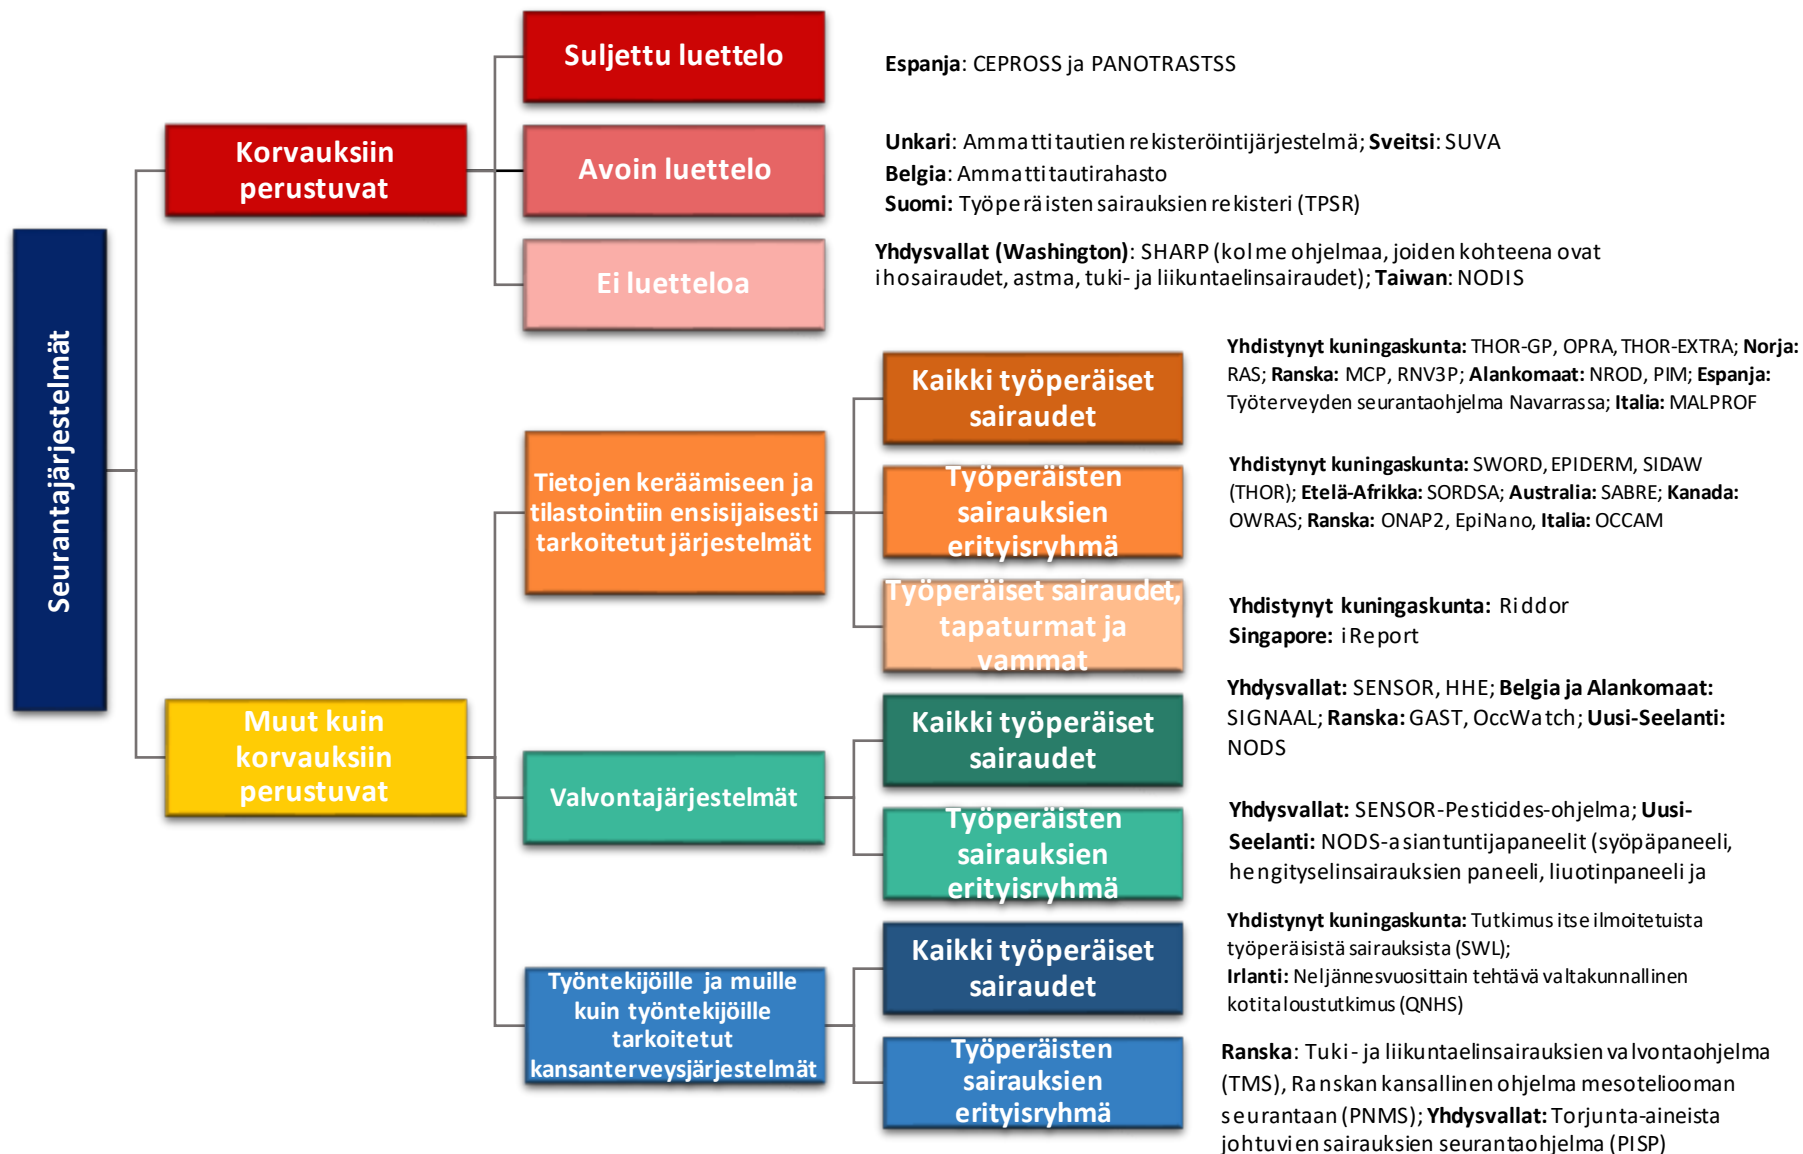 Seurantajärjestelmät
Korvauksiin
perustuvat
Suljettu luettelo
Espanja: CEPROSS ja PANOTRASTSS
Avoin luettelo
Unkari: Ammattitautien rekisteröintijärjestelmä; Sveitsi: SUVA
Belgia: Ammattitautirahasto
Suomi: Työperäisten sairauksien rekisteri (TPSR)
Ei luetteloa
Yhdysvallat (Washington): SHARP (kolme ohjelmaa, joiden kohteena ovat
ihosairaudet, astma, tuki- ja liikuntaelinsairaudet); Taiwan: NODIS
Muut kuin
korvauksiin
perustuvat
Tietojen keräämiseen ja
tilastointiin ensisijaisesti
tarkoitetut järjestelmät
Kaikki työperäiset
sairaudet
Yhdistynyt kuningaskunta: THOR-GP, OPRA, THOR-EXTRA; Norja:
RAS; Ranska: MCP, RNV3P; Alankomaat: NROD, PIM; Espanja:
Työterveyden seurantaohjelma Navarrassa; Italia: MALPROF
Työperäisten
sairauksien
erityisryhmä
Yhdistynyt kuningaskunta: SWORD, EPIDERM, SIDAW
(THOR); Etelä-Afrikka: SORDSA; Australia: SABRE; Kanada:
OWRAS; Ranska: ONAP2, EpiNano, Italia: OCCAM
Työperäiset sairaudet,
tapaturmat ja
vammat
Yhdistynyt kuningaskunta: Riddor
Singapore: iReport
Valvontajärjestelmät
Kaikki työperäiset
sairaudet
Yhdysvallat: SENSOR, HHE; Belgia ja Alankomaat:
SIGNAAL; Ranska: GAST, OccWatch; Uusi-Seelanti:
NODS
Työperäisten
sairauksien
erityisryhmä
Yhdysvallat: SENSOR-Pesticides-ohjelma; Uusi-
Seelanti: NODS-asiantuntijapaneelit (syöpäpaneeli,
hengityselinsairauksien paneeli, liuotinpaneeli ja
Työntekijöille ja muille
kuin työntekijöille
tarkoitetut
kansanterveysjärjestelmät
Kaikki työperäiset
sairaudet
Yhdistynyt kuningaskunta: Tutkimus itse ilmoitetuista
työperäisistä sairauksista (SWL);
Irlanti: Neljännesvuosittain tehtävä valtakunnallinen
kotitaloustutkimus (QNHS)
Työperäisten
sairauksien
erityisryhmä
Ranska: Tuki- ja liikuntaelinsairauksien valvontaohjelma
(TMS), Ranskan kansallinen ohjelma mesoteliooman
seurantaan (PNMS); Yhdysvallat: Torjunta-aineista
johtuvien sairauksien seurantaohjelma (PISP)